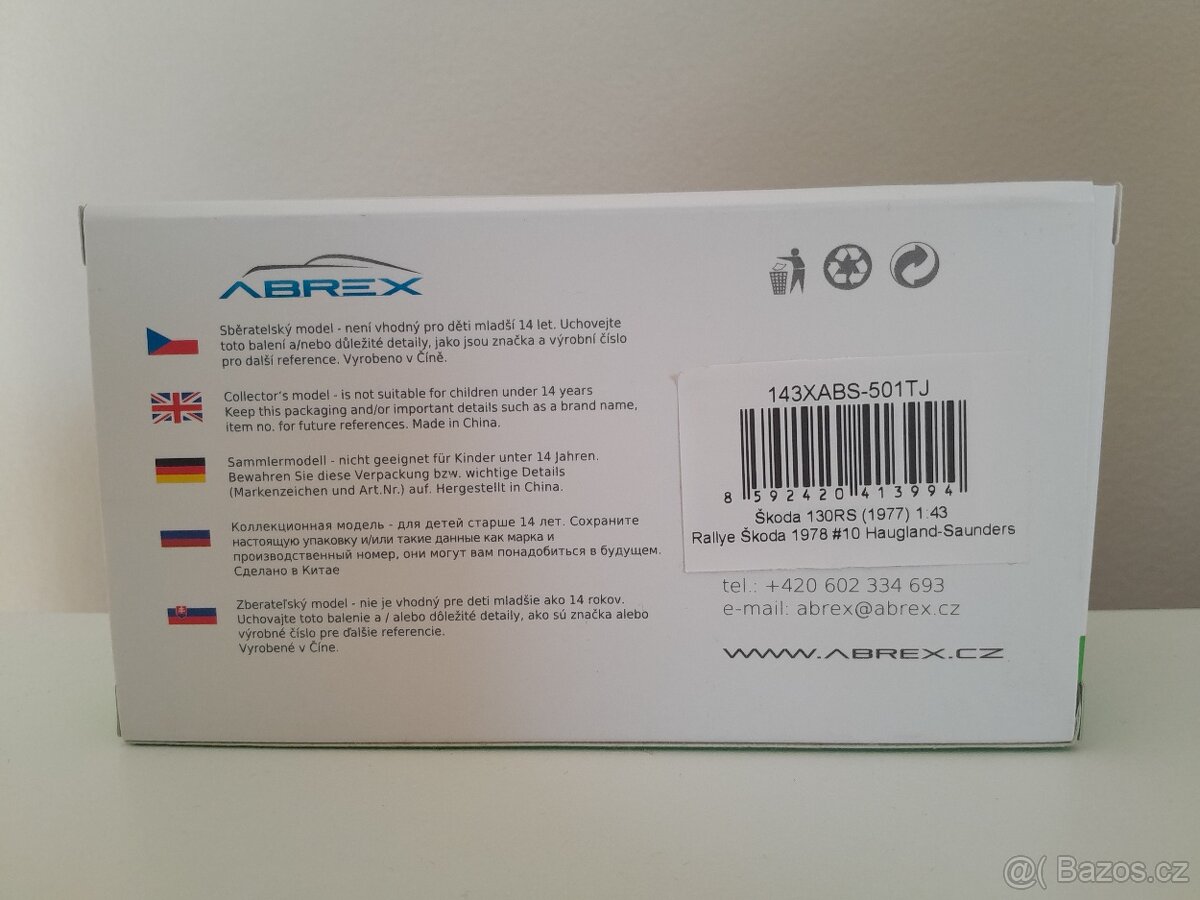 ABREX
Sběratelský model - není vhodný pro děti mladší 14 let. Uchovejte
toto balení a/nebo důležité detaily, jako jsou značka a výrobní číslo
pro další reference. Vyrobeno v Číně.
Collector's model - is not suitable for children under 14 years
Keep this packaging and/or important details such as a brand name,
item no. for future references. Made in China.
Sammlermodell - nicht geeignet für Kinder unter 14 Jahren.
Bewahren Sie diese Verpackung bzw. wichtige Details
(Markenzeichen und Art.Nr.) auf. Hergestellt in China.
Коллекционная модель - для детей старше 14 лет. Сохраните
настоящую упаковку и/или такие данные как марка и
производственный номер, они могут вам понадобиться в будущем.
Сделано в Китае
Zberateľský model - nie je vhodný pre deti mladšie ako 14 rokov.
Uchovajte toto balenie a / alebo dôležité detaily, ako sú značka alebo
výrobné číslo pre ďalšie referencie.
Vyrobené v Číne.
143XABS-501TJ
8 592420 413994
Škoda 130RS (1977) 1:43
Rallye Škoda 1978 #10 Haugland-Saunders
tel.: +420 602 334 693
e-mail: abrex@abrex.cz
WWW.ABREX.CZ
@( Bazos.cz